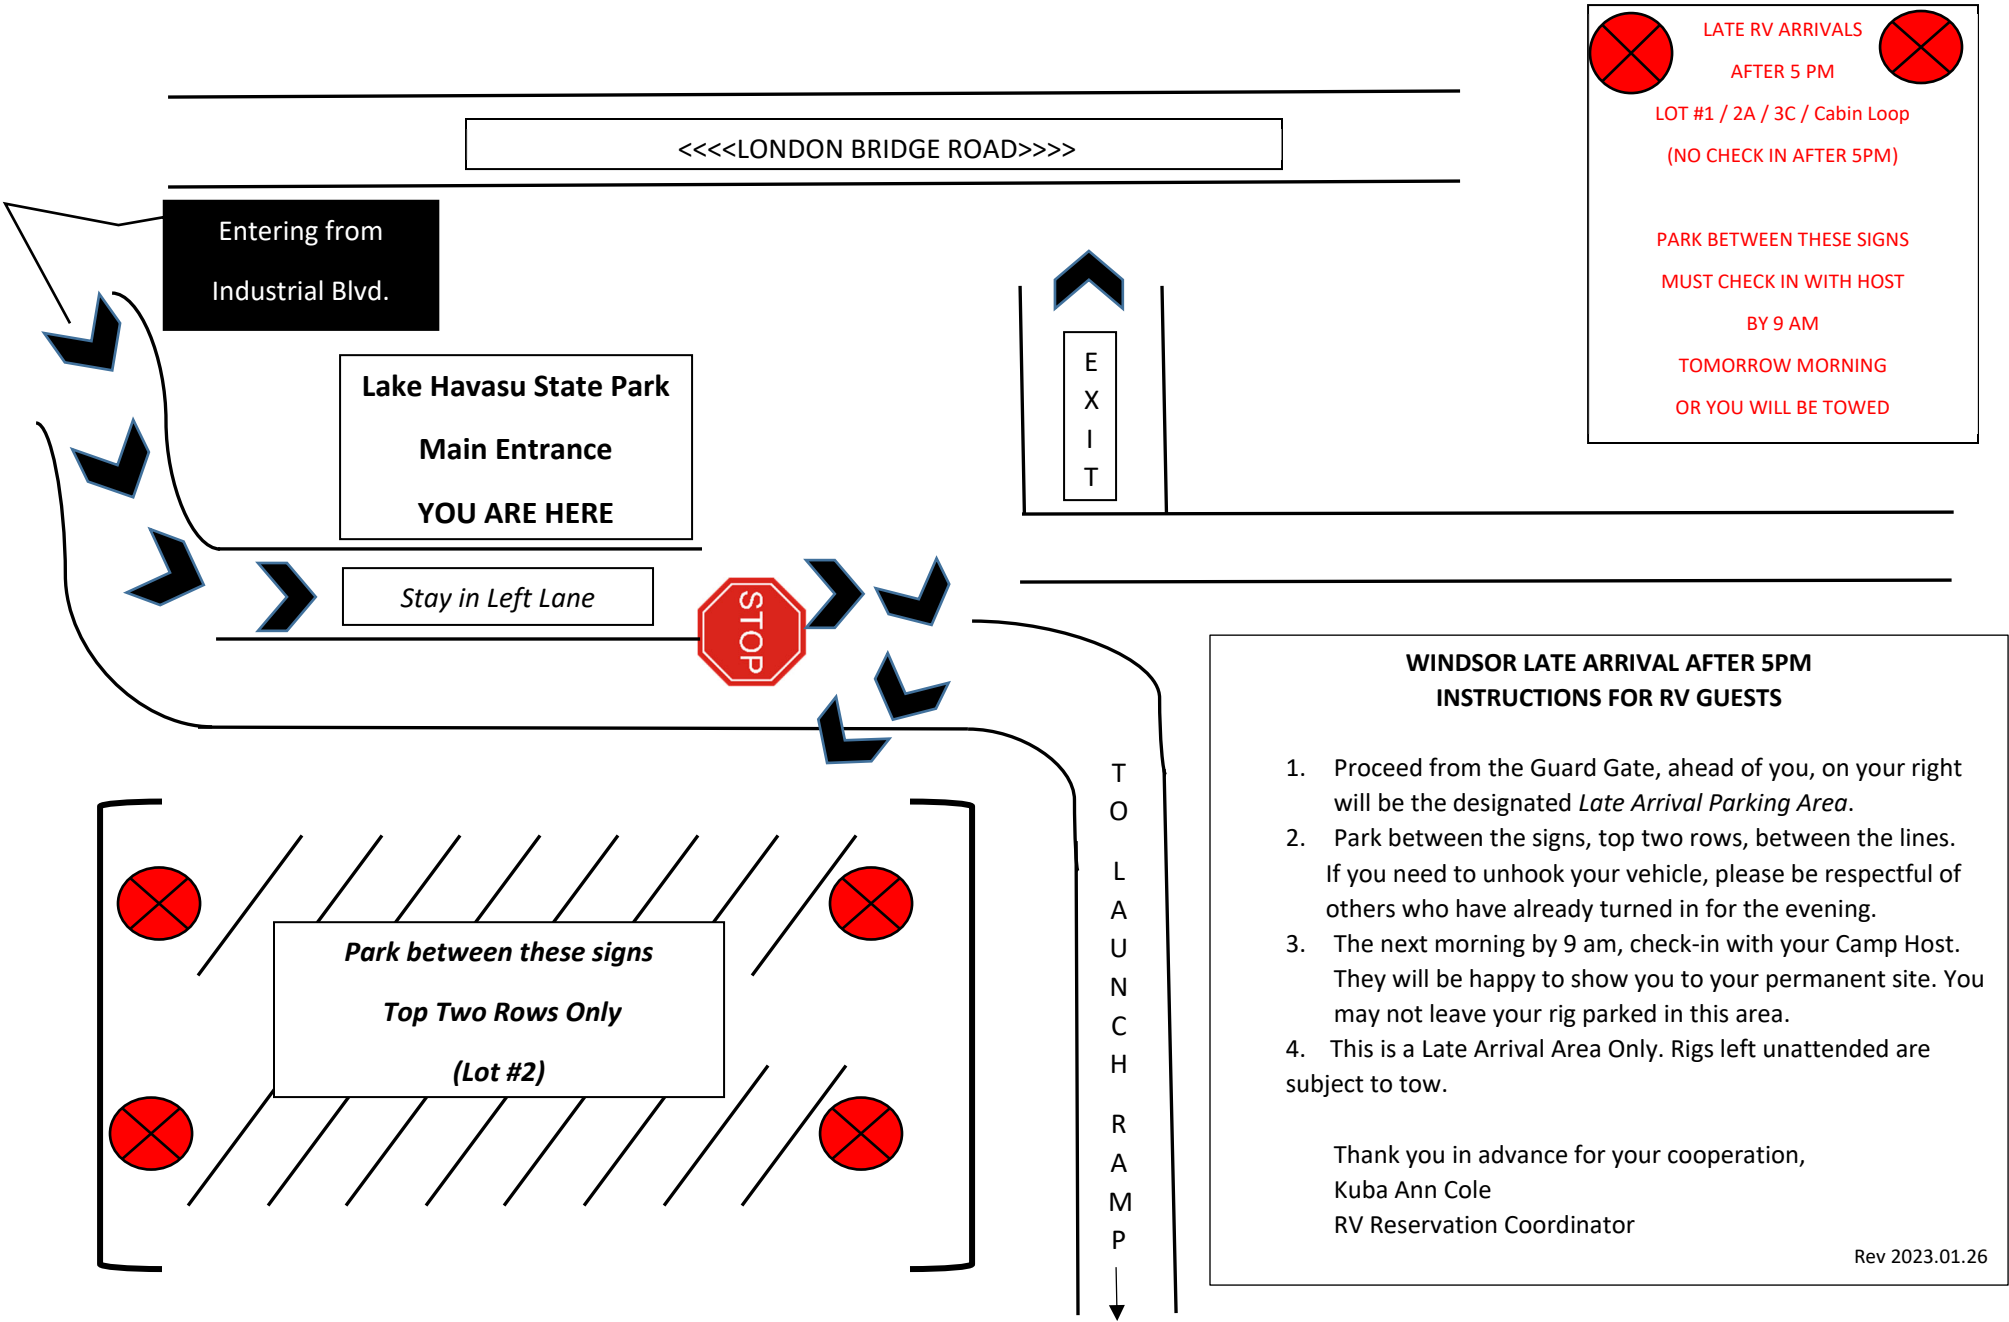 LATE RV ARRIVALS
AFTER 5 PM
LOT #1 / 2A / 3C / Cabin Loop
(NO CHECK IN AFTER 5PM)
PARK BETWEEN THESE SIGNS
MUST CHECK IN WITH HOST
BY 9 AM
TOMORROW MORNING
OR YOU WILL BE TOWED
<<<<LONDON BRIDGE ROAD>>>>
Entering from
Industrial Blvd.
Lake Havasu State Park
Main Entrance
YOU ARE HERE
E
X
I
T
Stay in Left Lane
STOP
WINDSOR LATE ARRIVAL AFTER 5PM
INSTRUCTIONS FOR RV GUESTS
1. Proceed from the Guard Gate, ahead of you, on your right
will be the designated Late Arrival Parking Area.
2. Park between the signs, top two rows, between the lines.
If you need to unhook your vehicle, please be respectful of
others who have already turned in for the evening.
3. The next morning by 9 am, check-in with your Camp Host.
They will be happy to show you to your permanent site. You
may not leave your rig parked in this area.
4. This is a Late Arrival Area Only. Rigs left unattended are
subject to tow.
Thank you in advance for your cooperation,
Kuba Ann Cole
RV Reservation Coordinator
Rev 2023.01.26
T
O
L
A
U
N
C
H
R
A
M
P
Park between these signs
Top Two Rows Only
(Lot #2)